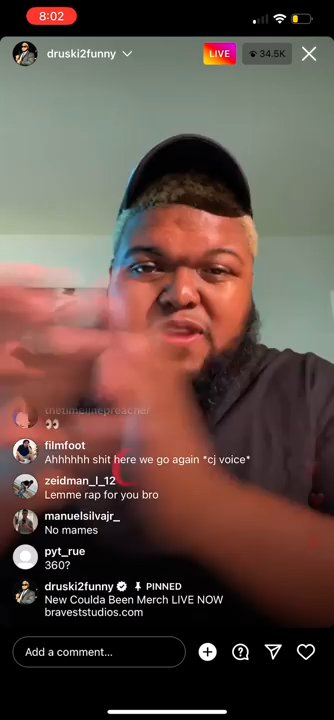 8:02
druski2funny
LIVE
34.5K
thetimelinepreacher
👀
filmfoot
Ahhhhhh shit here we go again *cj voice*
zeidman_l_12
Lemme rap for you bro
manuelsilvajr_
No mames
pyt_rue
360?
druski2funny PINNED
New Coulda Been Merch LIVE NOW
braveststudios.com
Add a comment...